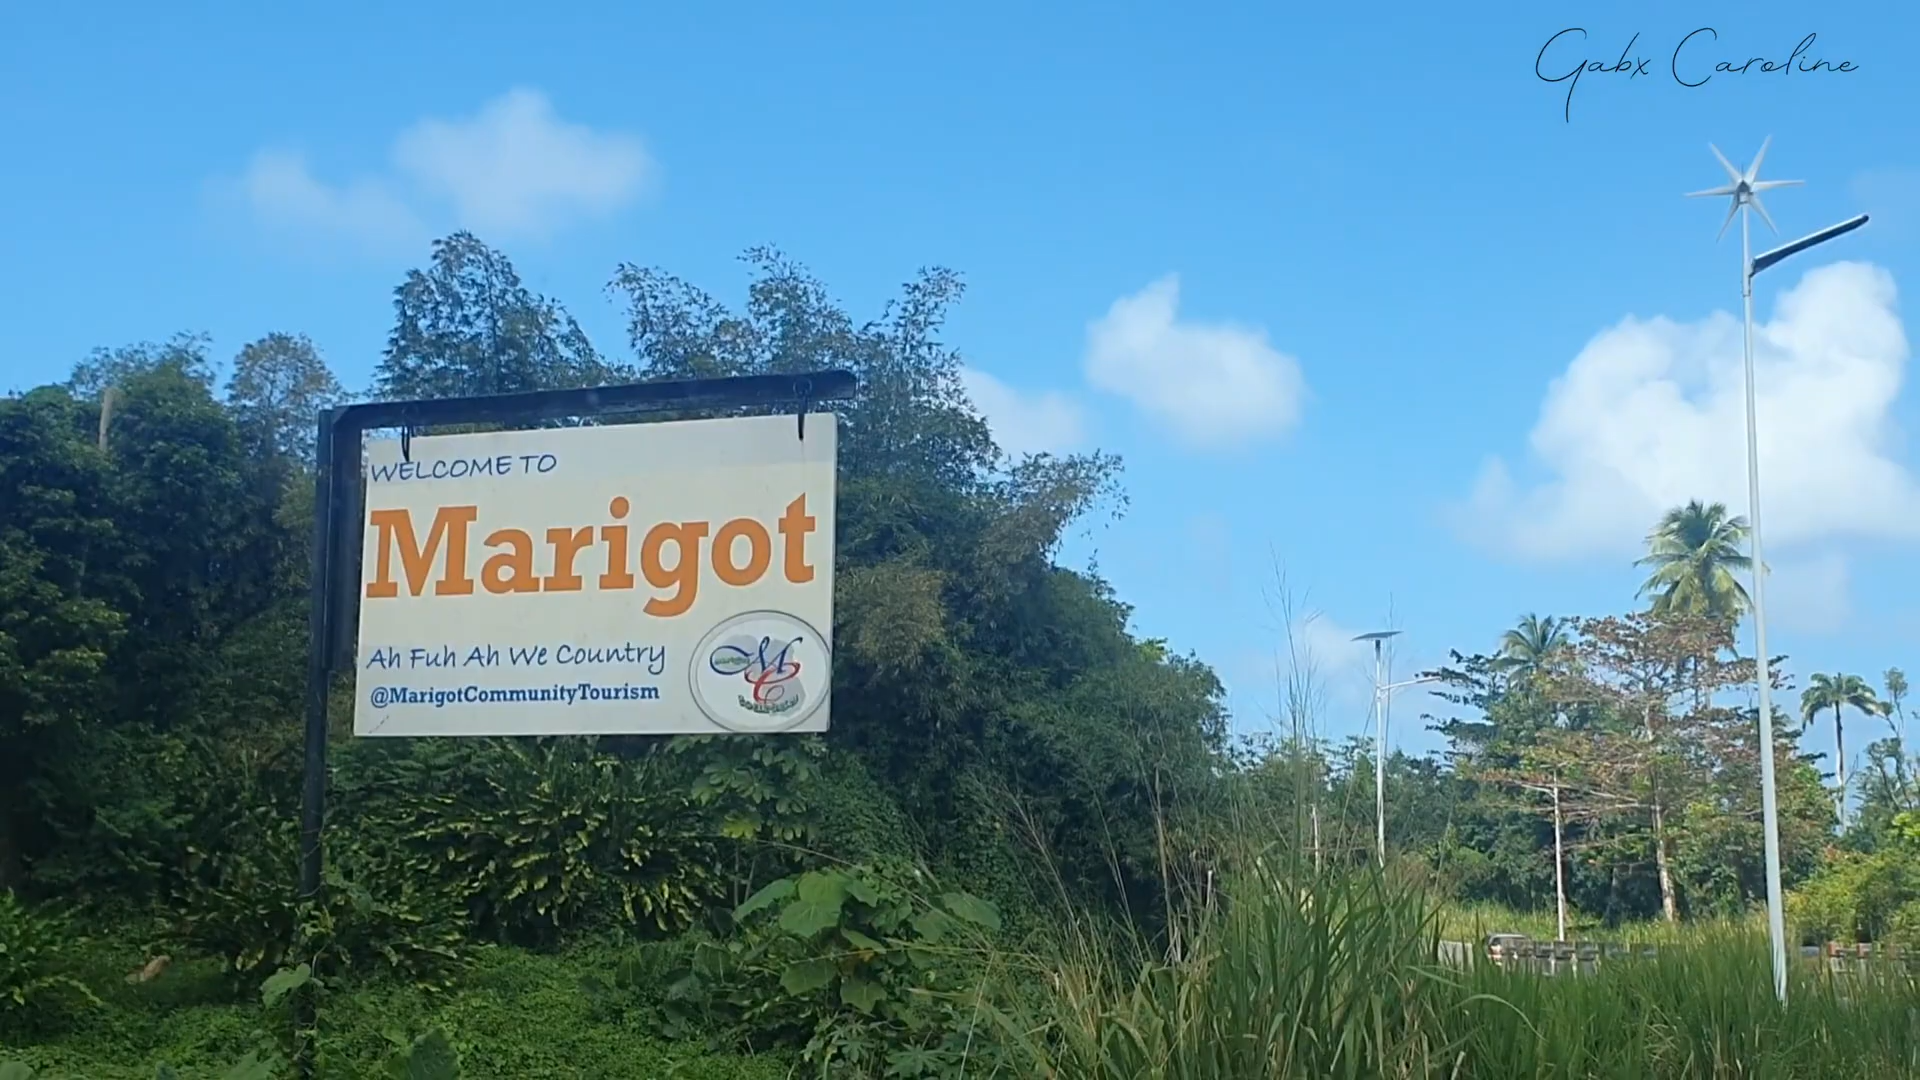 Gabx Caroline
WELCOME TO
Marigot
Ah Fuh Ah We Country
@MarigotCommunityTourism
MC